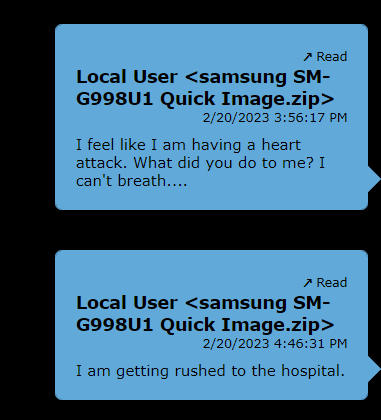 ↗ Read
Local User <samsung SM-
G998U1 Quick Image.zip>
2/20/2023 3:56:17 PM
I feel like I am having a heart
attack. What did you do to me? I
can't breath....
↗ Read
Local User <samsung SM-
G998U1 Quick Image.zip>
2/20/2023 4:46:31 PM
I am getting rushed to the hospital.